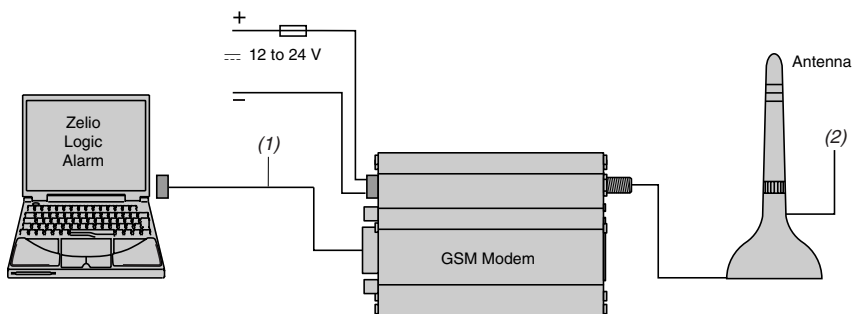 +
⎓ 12 to 24 V
–
Zelio
Logic
Alarm
(1)
GSM Modem
Antenna
(2)